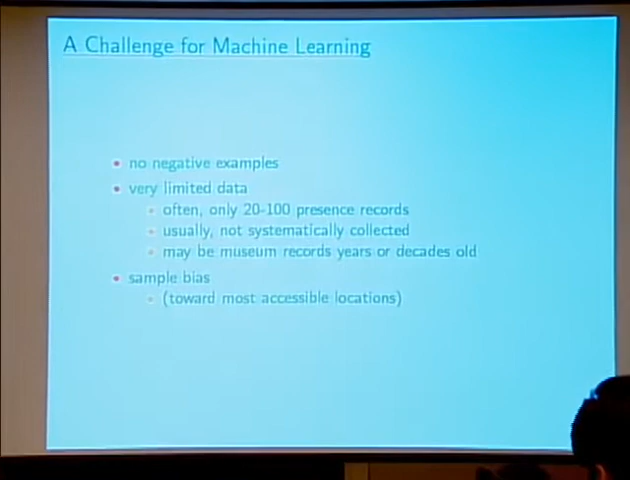 A Challenge for Machine Learning
no negative examples
very limited data
often, only 20-100 presence records
usually, not systematically collected
may be museum records years or decades old
sample bias
(toward most accessible locations)